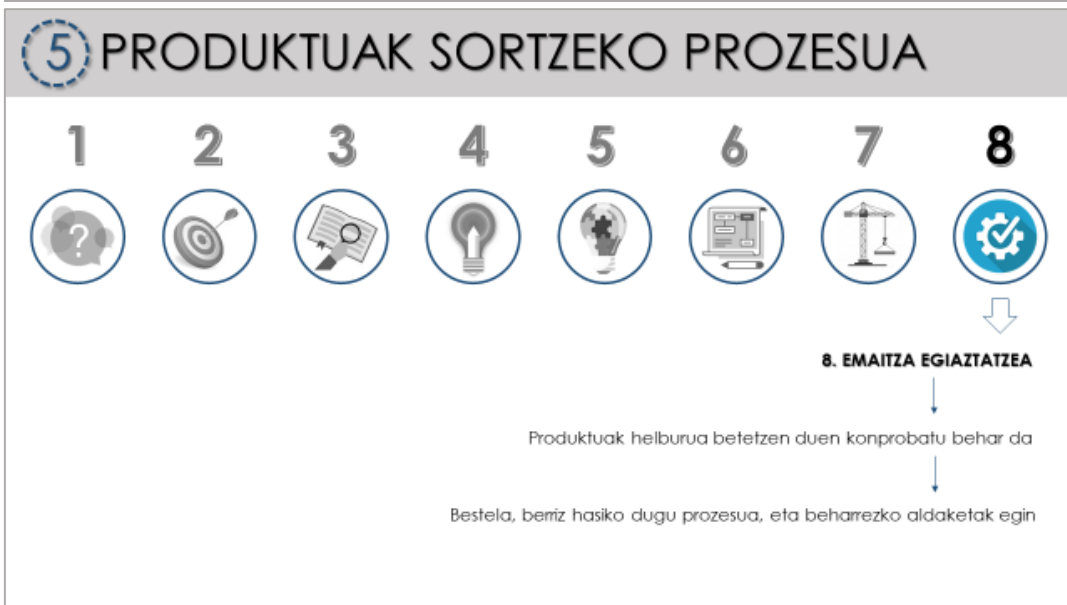 5 PRODUKTUAK SORTZEKO PROZESUA
1 2 3 4 5 6 7 8
?
8. EMAITZA EGIAZTATZEA
Produktuak helburua betetzen duen konprobatu behar da
Bestela, berriz hasiko dugu prozesua, eta beharrezko aldaketak egin